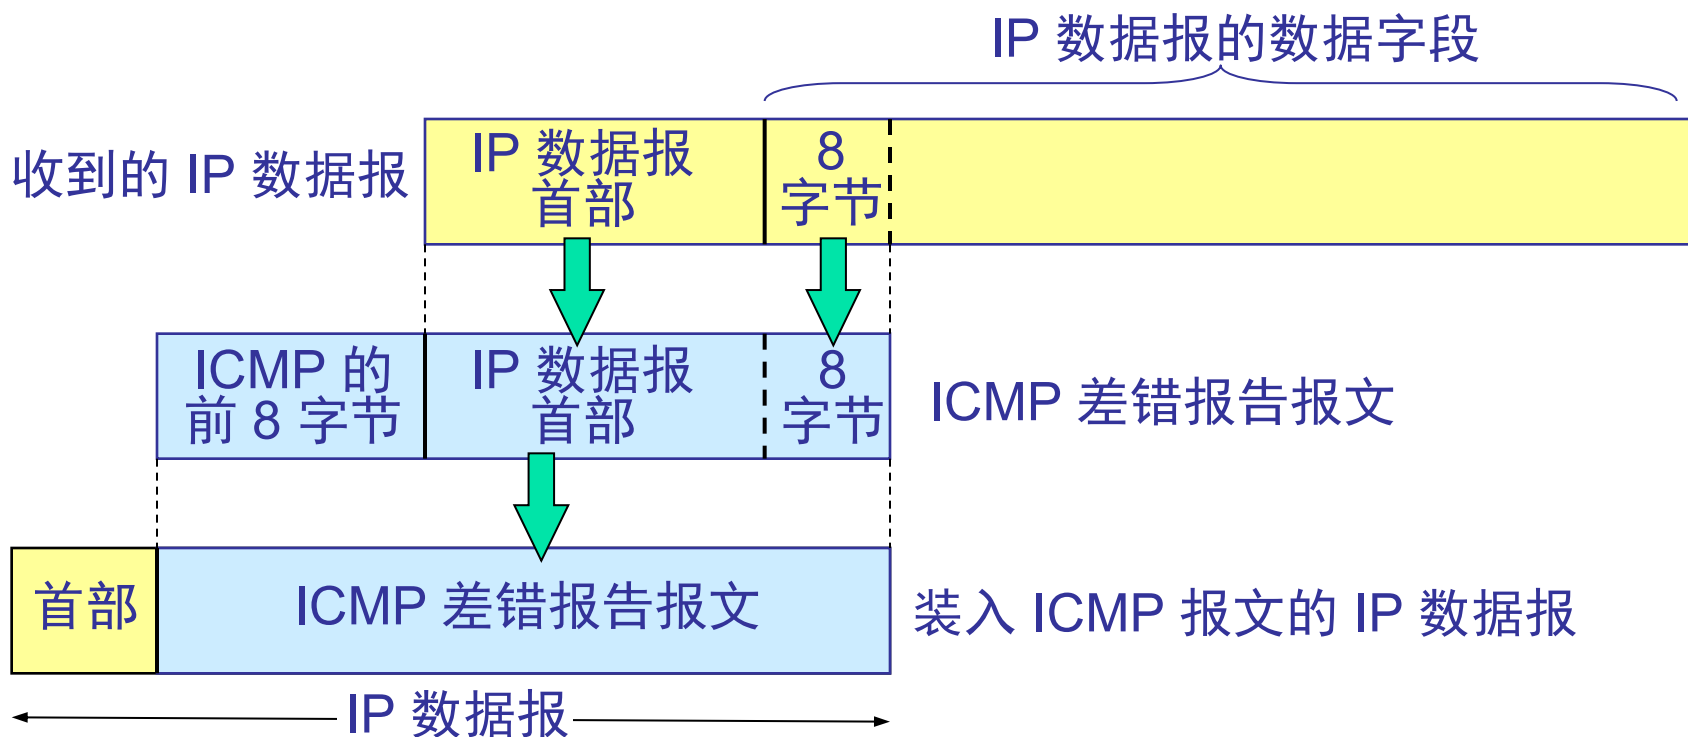 IP 数据报的数据字段
收到的 IP 数据报
IP 数据报
首部
8
字节
ICMP 的
前 8 字节
IP 数据报
首部
8
字节
ICMP 差错报告报文
首部
ICMP 差错报告报文
装入 ICMP 报文的 IP 数据报
IP 数据报